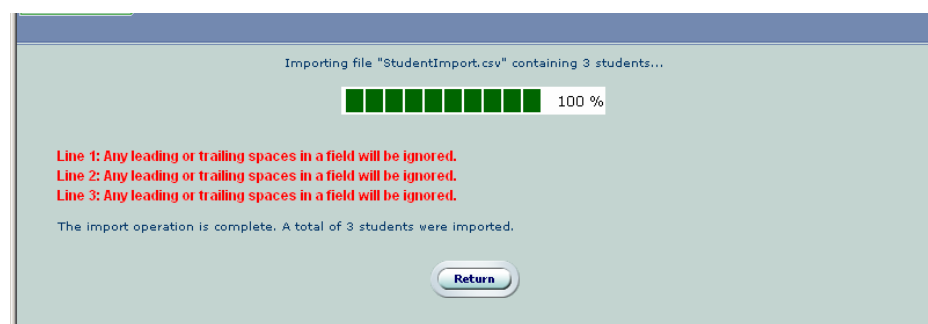 Importing file "StudentImport.csv" containing 3 students...
100 %
Line 1: Any leading or trailing spaces in a field will be ignored.
Line 2: Any leading or trailing spaces in a field will be ignored.
Line 3: Any leading or trailing spaces in a field will be ignored.
The import operation is complete. A total of 3 students were imported.
Return